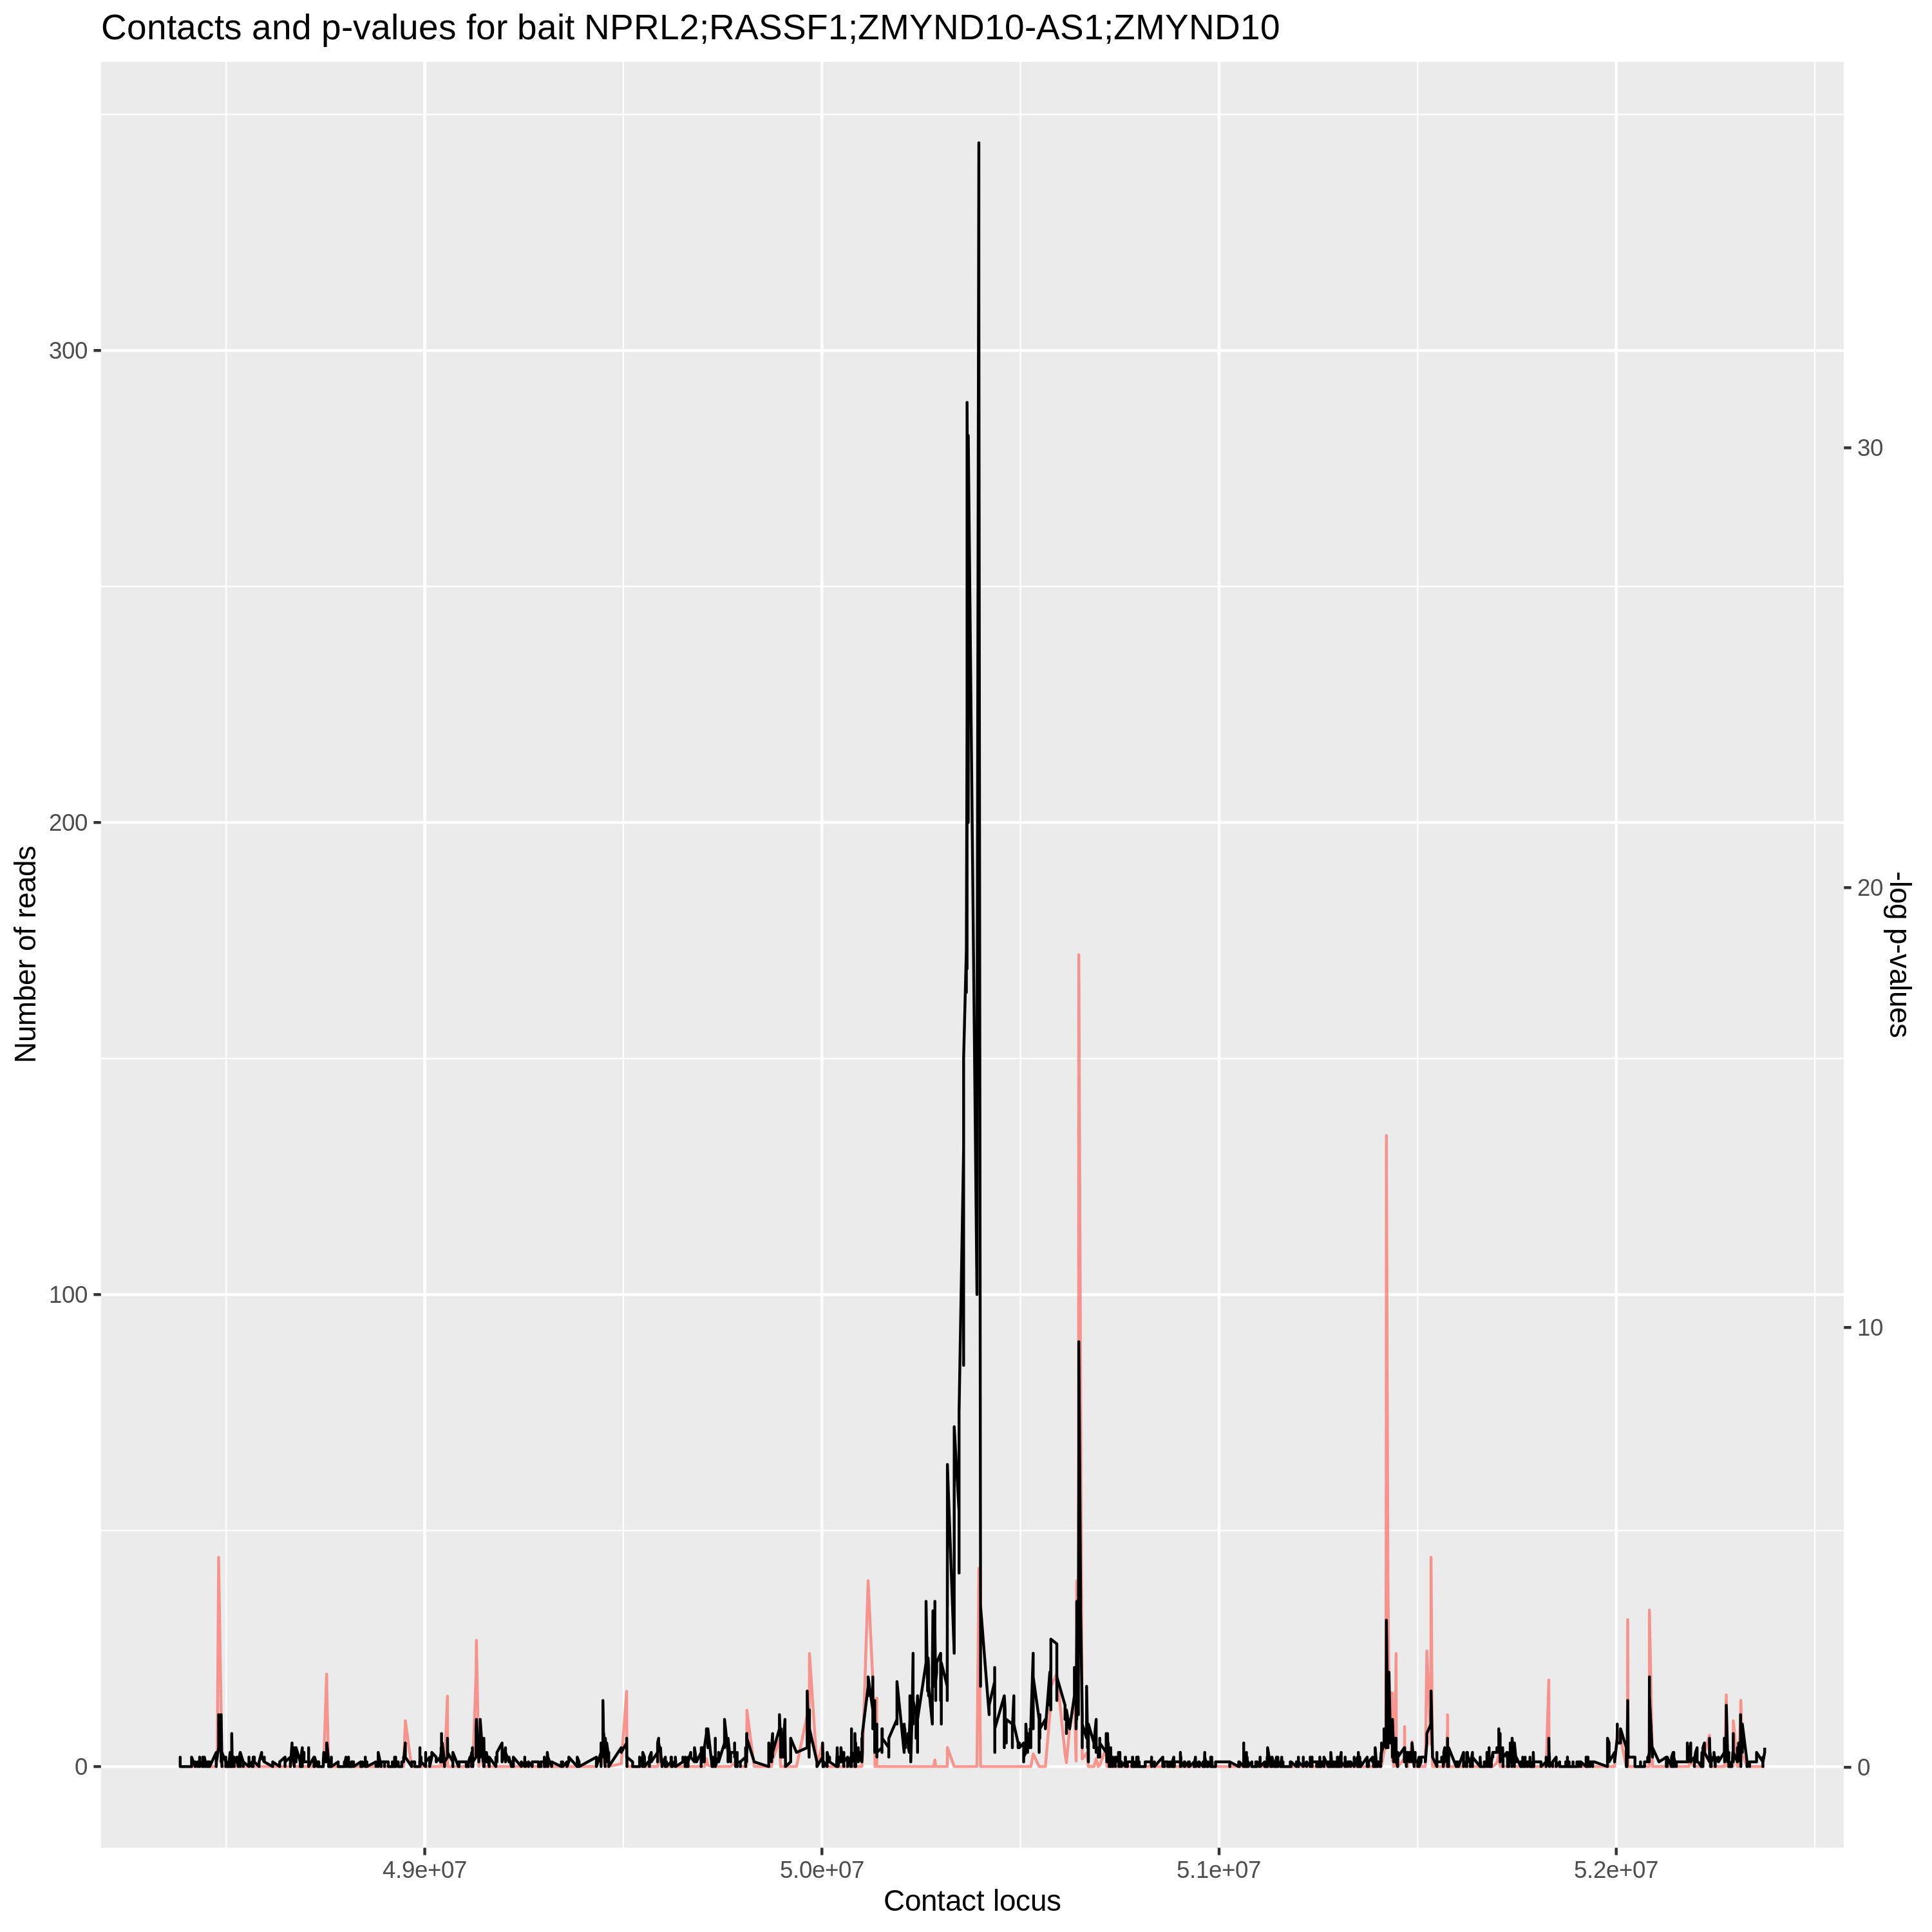 Contacts and p-values for bait NPRL2;RASSF1;ZMYND10-AS1;ZMYND10
300
200
100
0
Number of reads
30
20
10
0
-log p-values
4.9e+07
5.0e+07
5.1e+07
5.2e+07
Contact locus